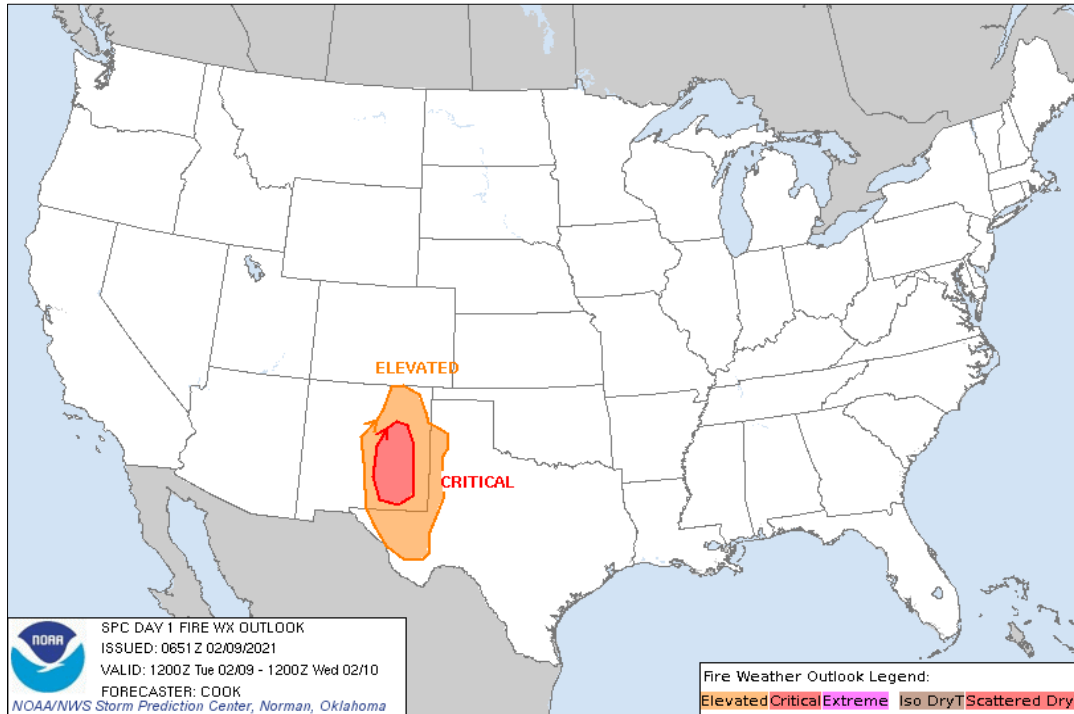 ELEVATED
CRITICAL
NOAA
SPC DAY 1 FIRE WX OUTLOOK
ISSUED: 0651Z 02/09/2021
VALID: 1200Z Tue 02/09 - 1200Z Wed 02/10
FORECASTER: COOK
NOAA/NWS Storm Prediction Center, Norman, Oklahoma
Fire Weather Outlook Legend:
Elevated Critical Extreme Iso DryT Scattered Dry